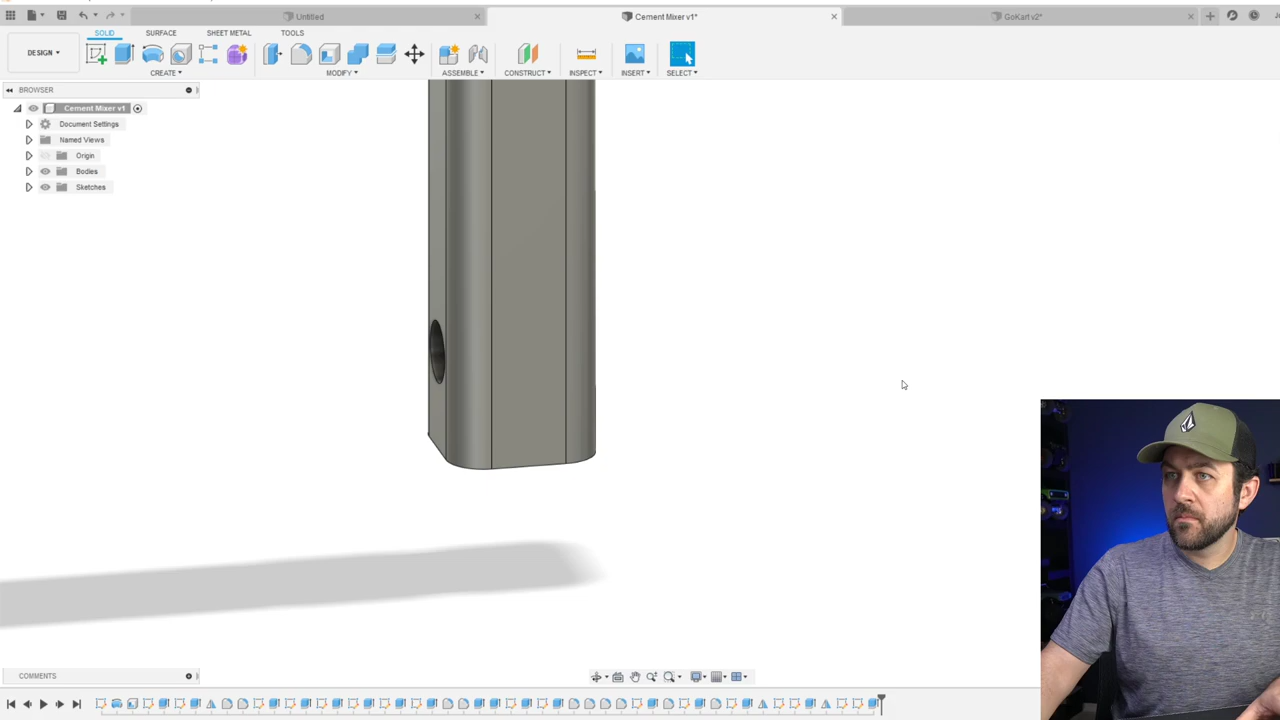 Untitled
Cement Mixer v1*
GoKart v2*
SOLID
SURFACE
SHEET METAL
TOOLS
DESIGN
CREATE
MODIFY
ASSEMBLE
CONSTRUCT
INSPECT
INSERT
SELECT
BROWSER
Cement Mixer v1
Document Settings
Named Views
Origin
Bodies
Sketches
COMMENTS